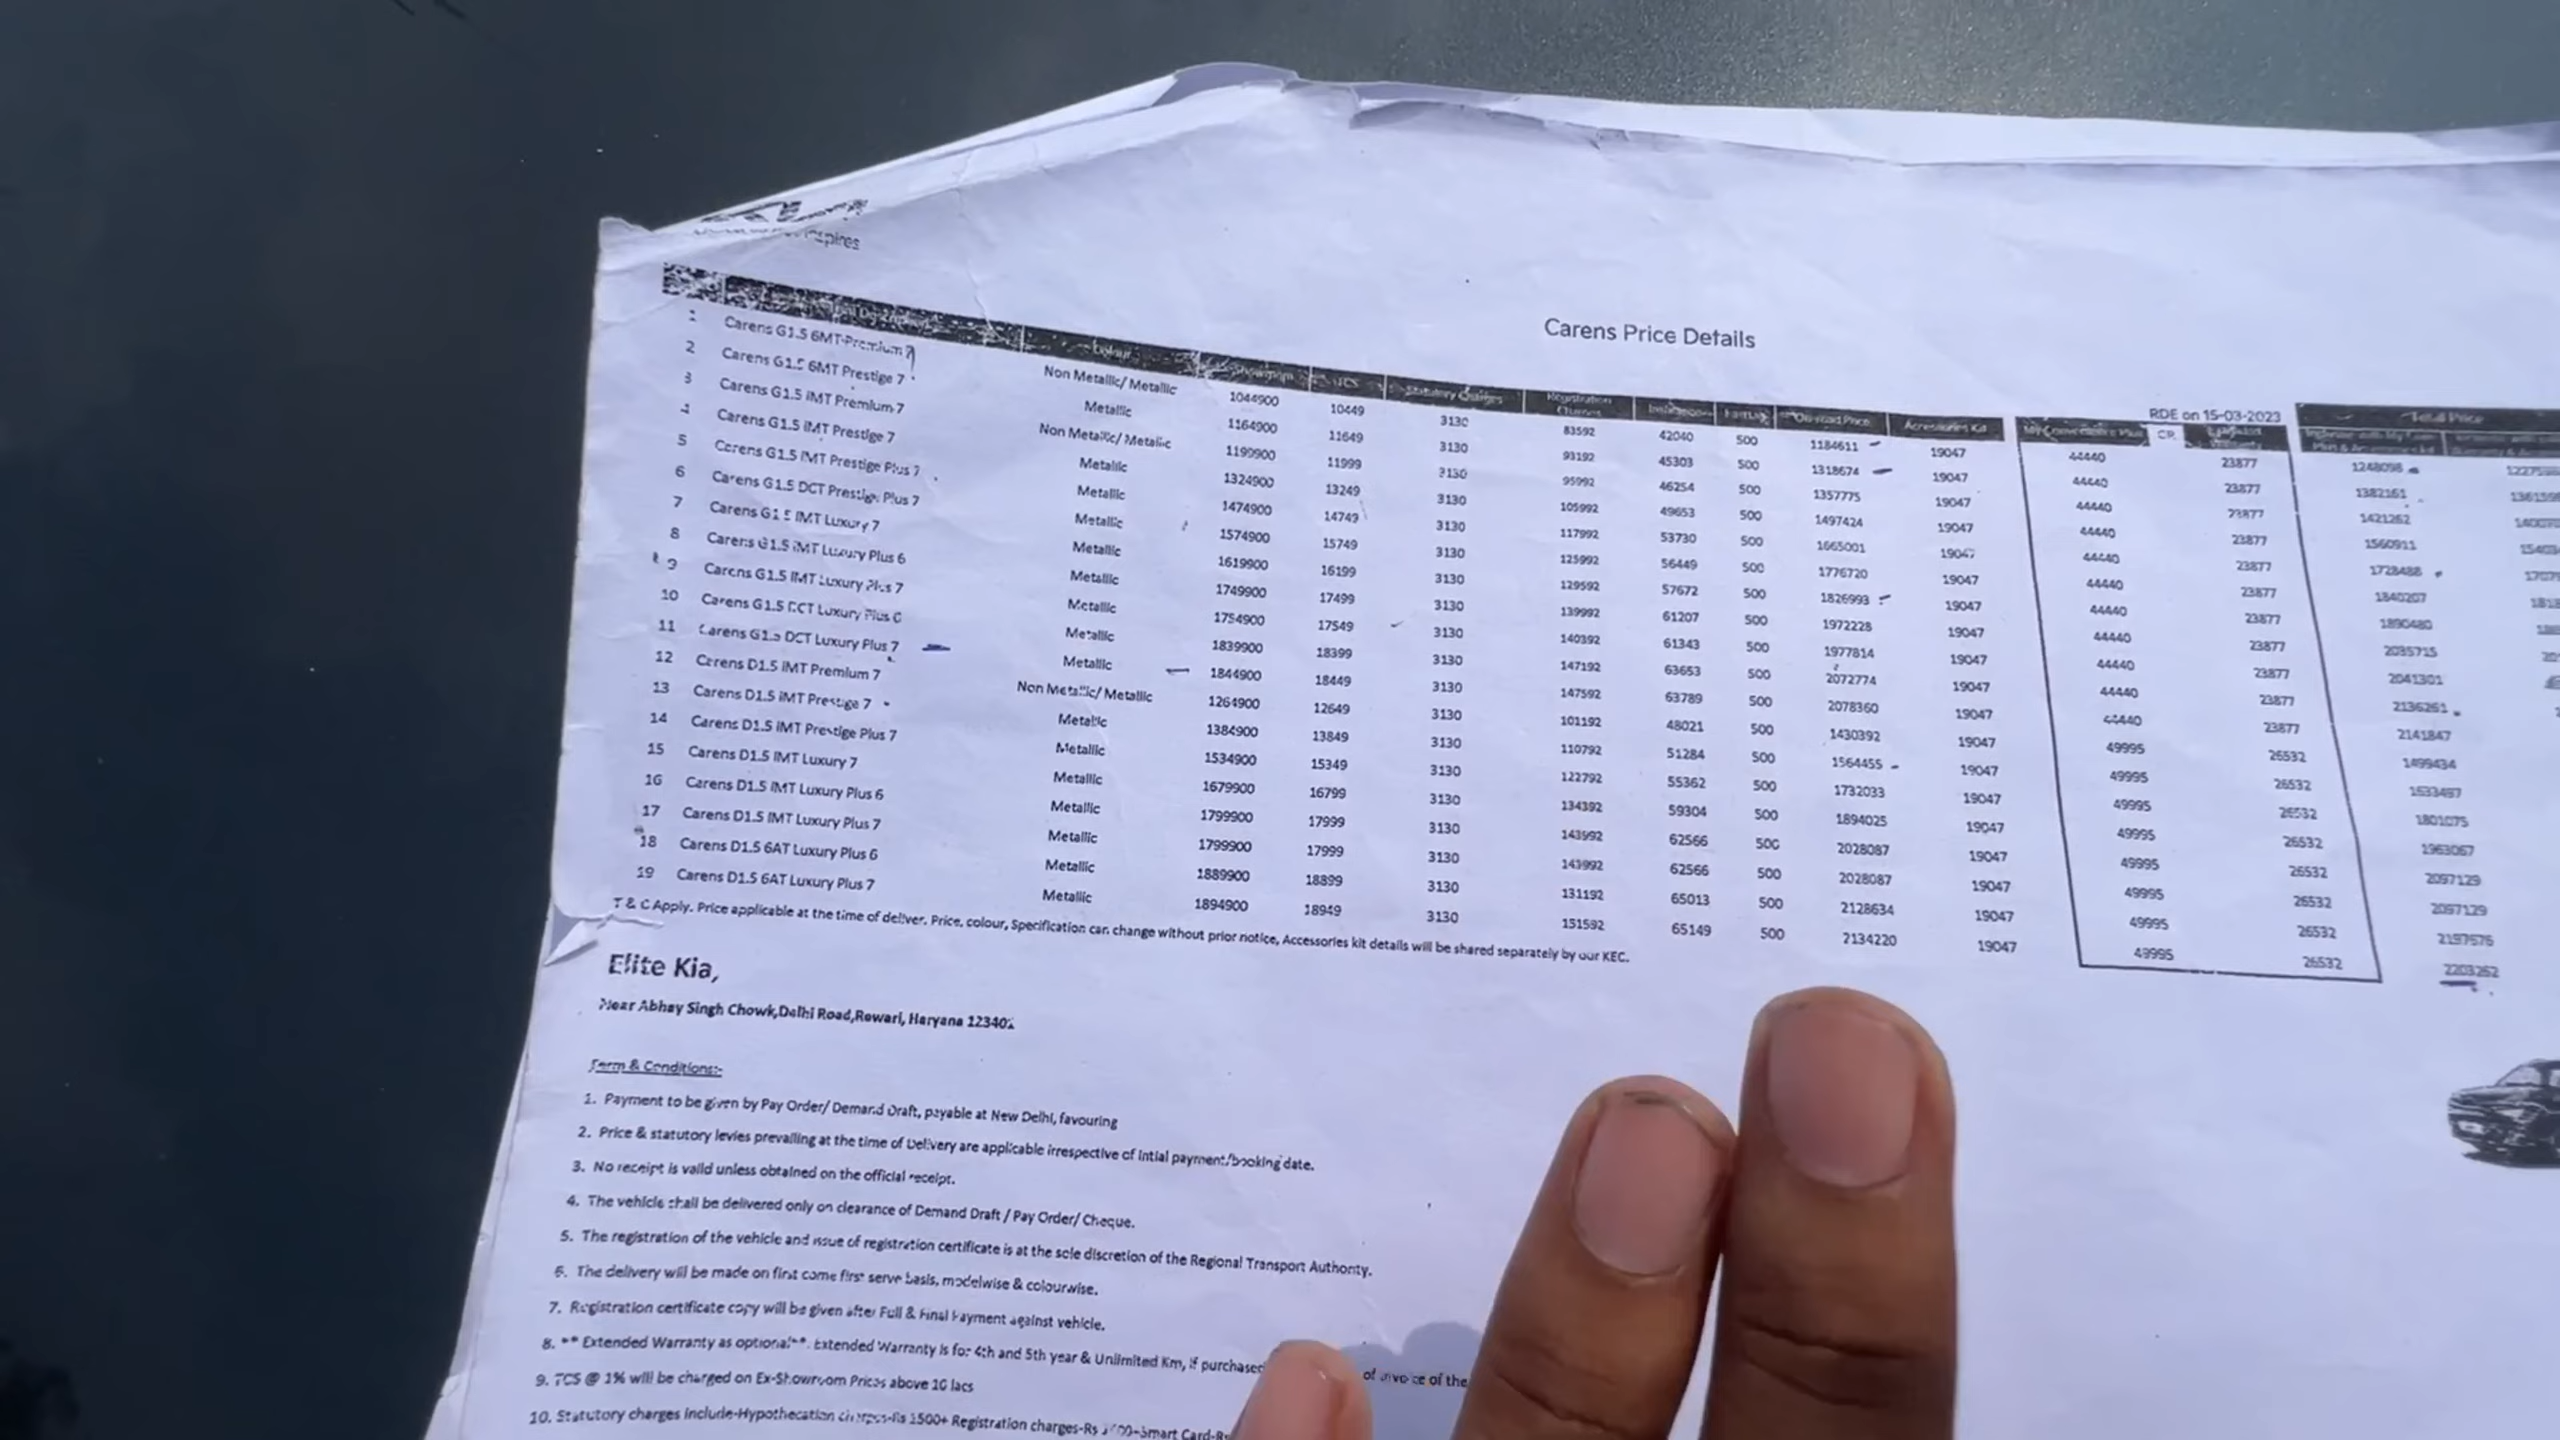 Carens Price Details
RDE on 15-03-2023
Colour TCS Statutory Charges Registration Charges Insurance On-road Price Accessories Kit CR. Total Price
1 Carens G1.5 6MT Premium 7 Non Metallic/ Metallic 1044900 10449 3130 83592 42040 500 1184611 19047 44440 23877 1248098
2 Carens G1.5 6MT Prestige 7 Metallic 1164900 11649 3130 93192 45303 500 1318674 19047 44440 23877 1382161
3 Carens G1.5 iMT Premium 7 Non Metallic/ Metallic 1199900 11999 3130 95992 46254 500 1357775 19047 44440 23877 1421262
4 Carens G1.5 iMT Prestige 7 Metallic 1324900 13249 3130 105992 49653 500 1497424 19047 44440 23877 1560911
5 Carens G1.5 iMT Prestige Plus 7 Metallic 1474900 14749 3130 117992 53730 500 1665001 19047 44440 23877 1728488
6 Carens G1.5 DCT Prestige Plus 7 Metallic 1574900 15749 3130 125992 56449 500 1776720 19047 44440 23877 1840207
7 Carens G1.5 iMT Luxury 7 Metallic 1619900 16199 3130 129592 57672 500 1826993 19047 44440 23877 1890480
8 Carens G1.5 iMT Luxury Plus 6 Metallic 1749900 17499 3130 139992 61207 500 1972228 19047 44440 23877 2035715
9 Carens G1.5 iMT Luxury Plus 7 Metallic 1754900 17549 3130 140392 61343 500 1977814 19047 44440 23877 2041301
10 Carens G1.5 DCT Luxury Plus 6 Metallic 1839900 18399 3130 147192 63653 500 2072774 19047 44440 23877 2136261
11 Carens G1.5 DCT Luxury Plus 7 Metallic 1844900 18449 3130 147592 63789 500 2078360 19047 44440 23877 2141847
12 Carens D1.5 iMT Premium 7 Non Metallic/ Metallic 1264900 12649 3130 101192 48021 500 1430392 19047 49995 26532 1499434
13 Carens D1.5 iMT Prestige 7 Metallic 1384900 13849 3130 110792 51284 500 1564455 19047 49995 26532 1633497
14 Carens D1.5 iMT Prestige Plus 7 Metallic 1534900 15349 3130 122792 55362 500 1732033 19047 49995 26532 1801075
15 Carens D1.5 iMT Luxury 7 Metallic 1679900 16799 3130 134392 59304 500 1894025 19047 49995 26532 1963067
16 Carens D1.5 iMT Luxury Plus 6 Metallic 1799900 17999 3130 143992 62566 500 2028087 19047 49995 26532 2097129
17 Carens D1.5 iMT Luxury Plus 7 Metallic 1799900 17999 3130 143992 62566 500 2028087 19047 49995 26532 2097129
18 Carens D1.5 6AT Luxury Plus 6 Metallic 1889900 18899 3130 131192 65013 500 2128634 19047 49995 26532 2197676
19 Carens D1.5 6AT Luxury Plus 7 Metallic 1894900 18949 3130 151592 65149 500 2134220 19047 49995 26532 2203262
T & C Apply. Price applicable at the time of deliver. Price, colour, Specification can change without prior notice, Accessories kit details will be shared separately by our KEC.
Elite Kia,
Near Abhay Singh Chowk,Delhi Road,Rewari, Haryana 123401
Term & Conditions:-
1. Payment to be given by Pay Order/ Demand Draft, payable at New Delhi, favouring
2. Price & statutory levies prevailing at the time of Delivery are applicable irrespective of intial payment/booking date.
3. No receipt is valid unless obtained on the official receipt.
4. The vehicle shall be delivered only on clearance of Demand Draft / Pay Order/ Cheque.
5. The registration of the vehicle and issue of registration certificate is at the sole discretion of the Regional Transport Authority.
6. The delivery will be made on first come first serve basis, modelwise & colourwise.
7. Registration certificate copy will be given after Full & Final Payment against vehicle.
8. ** Extended Warranty as optional**. Extended Warranty is for 4th and 5th year & Unlimited Km, if purchased of invoice of the
9. TCS @ 1% will be charged on Ex-Showroom Prices above 10 lacs
10. Statutory charges include-Hypothecation charges-Rs 1500+ Registration charges-Rs Smart Card-Rs